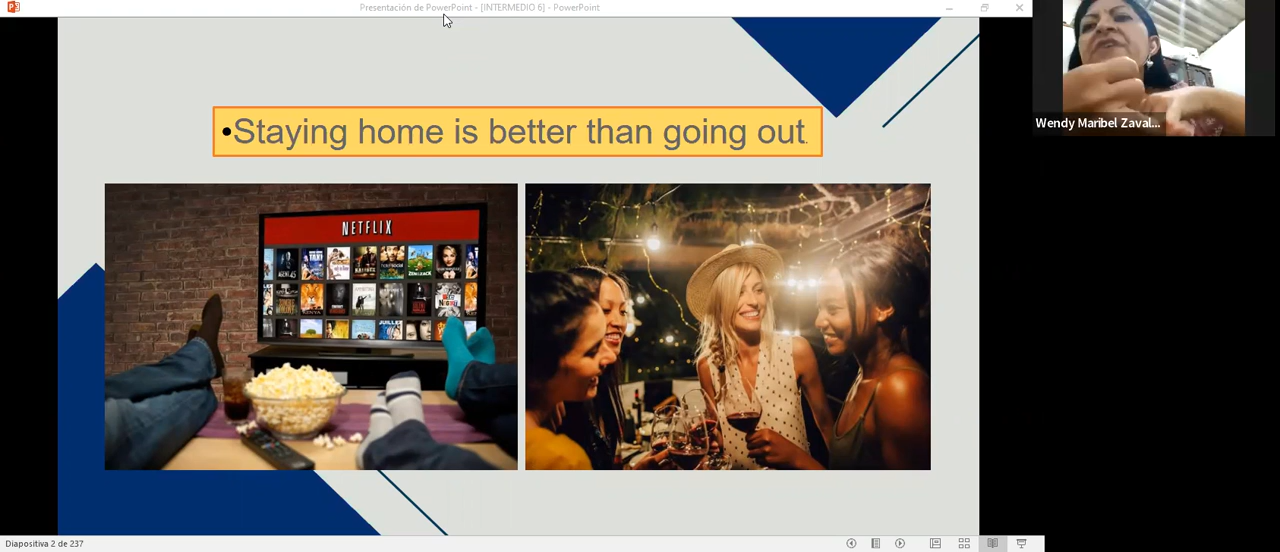 Presentación de PowerPoint - [INTERMEDIO 6] - PowerPoint
•Staying home is better than going out.
NETFLIX
Wendy Maribel Zaval...
Diapositiva 2 de 237